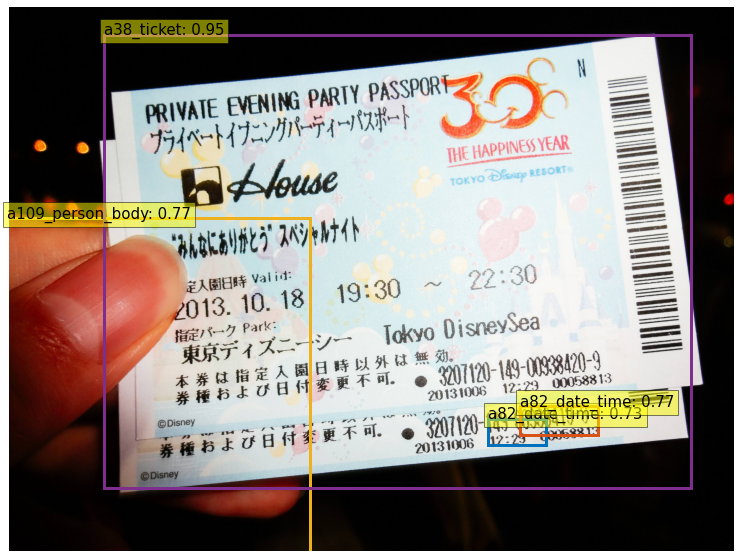 a38_ticket: 0.95
PRIVATE EVENING PARTY PASSPORT
N
プライベートイブニングパーティーパスポート
30
THE HAPPINESS YEAR
TOKYO Disney RESORT®
House
a109_person_body: 0.77
"みんなにありがとう" スペシャルナイト
定入園日時 Valid:
2013. 10. 18 19:30 ~ 22:30
指定パーク Park:
東京ディズニーシー Tokyo DisneySea
本券は指定入園日時以外は無効。
券種および日付変更不可. ● 3207120-149-00938420-9
20131006 12:29 00058813
©Disney
a82_date_time: 0.77
a82_date_time: 0.73
券種および日付変更不可. ● 3207120-149
20131006 12:29 00058813
©Disney